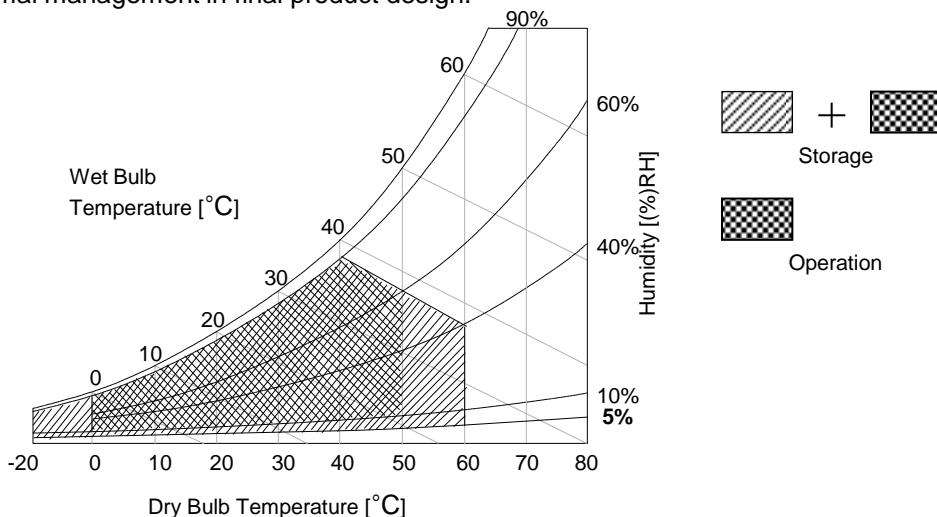 mal management in final product design.
90%
60
60%
50
Wet Bulb
Temperature [°C]
40
40%
Humidity [(%)RH]
30
20
10
0
10%
5%
-20 0 10 20 30 40 50 60 70 80
Dry Bulb Temperature [°C]
+
Storage
Operation